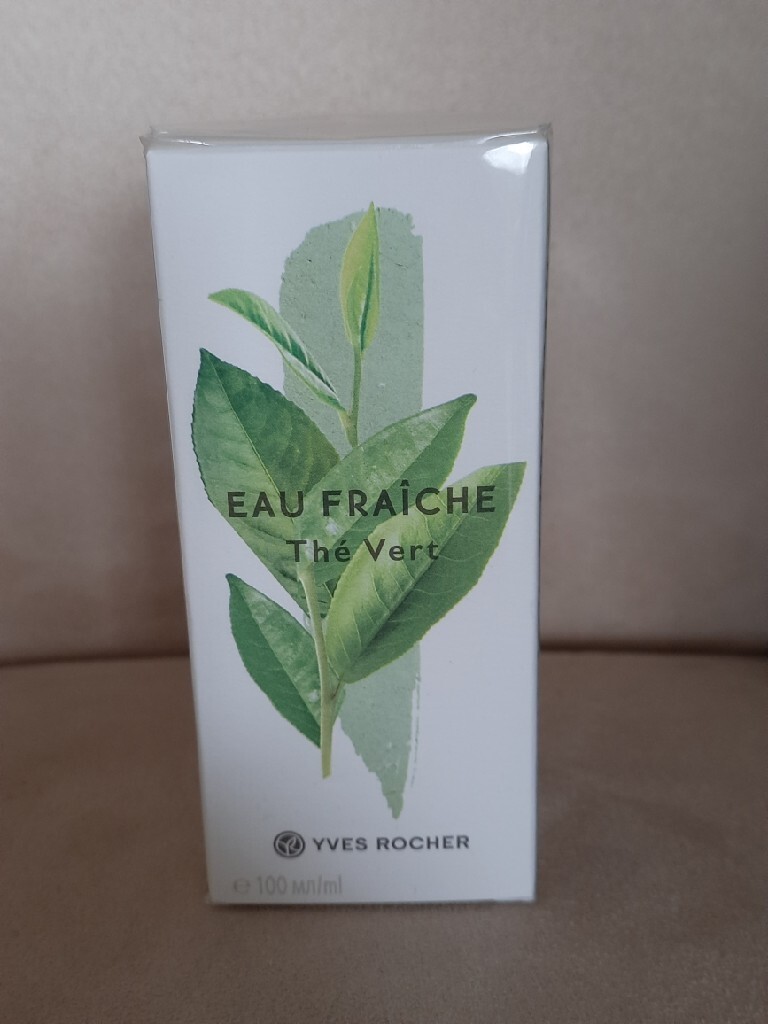 EAU FRAÎCHE
Thé Vert
YVES ROCHER
℮ 100 мл/ml